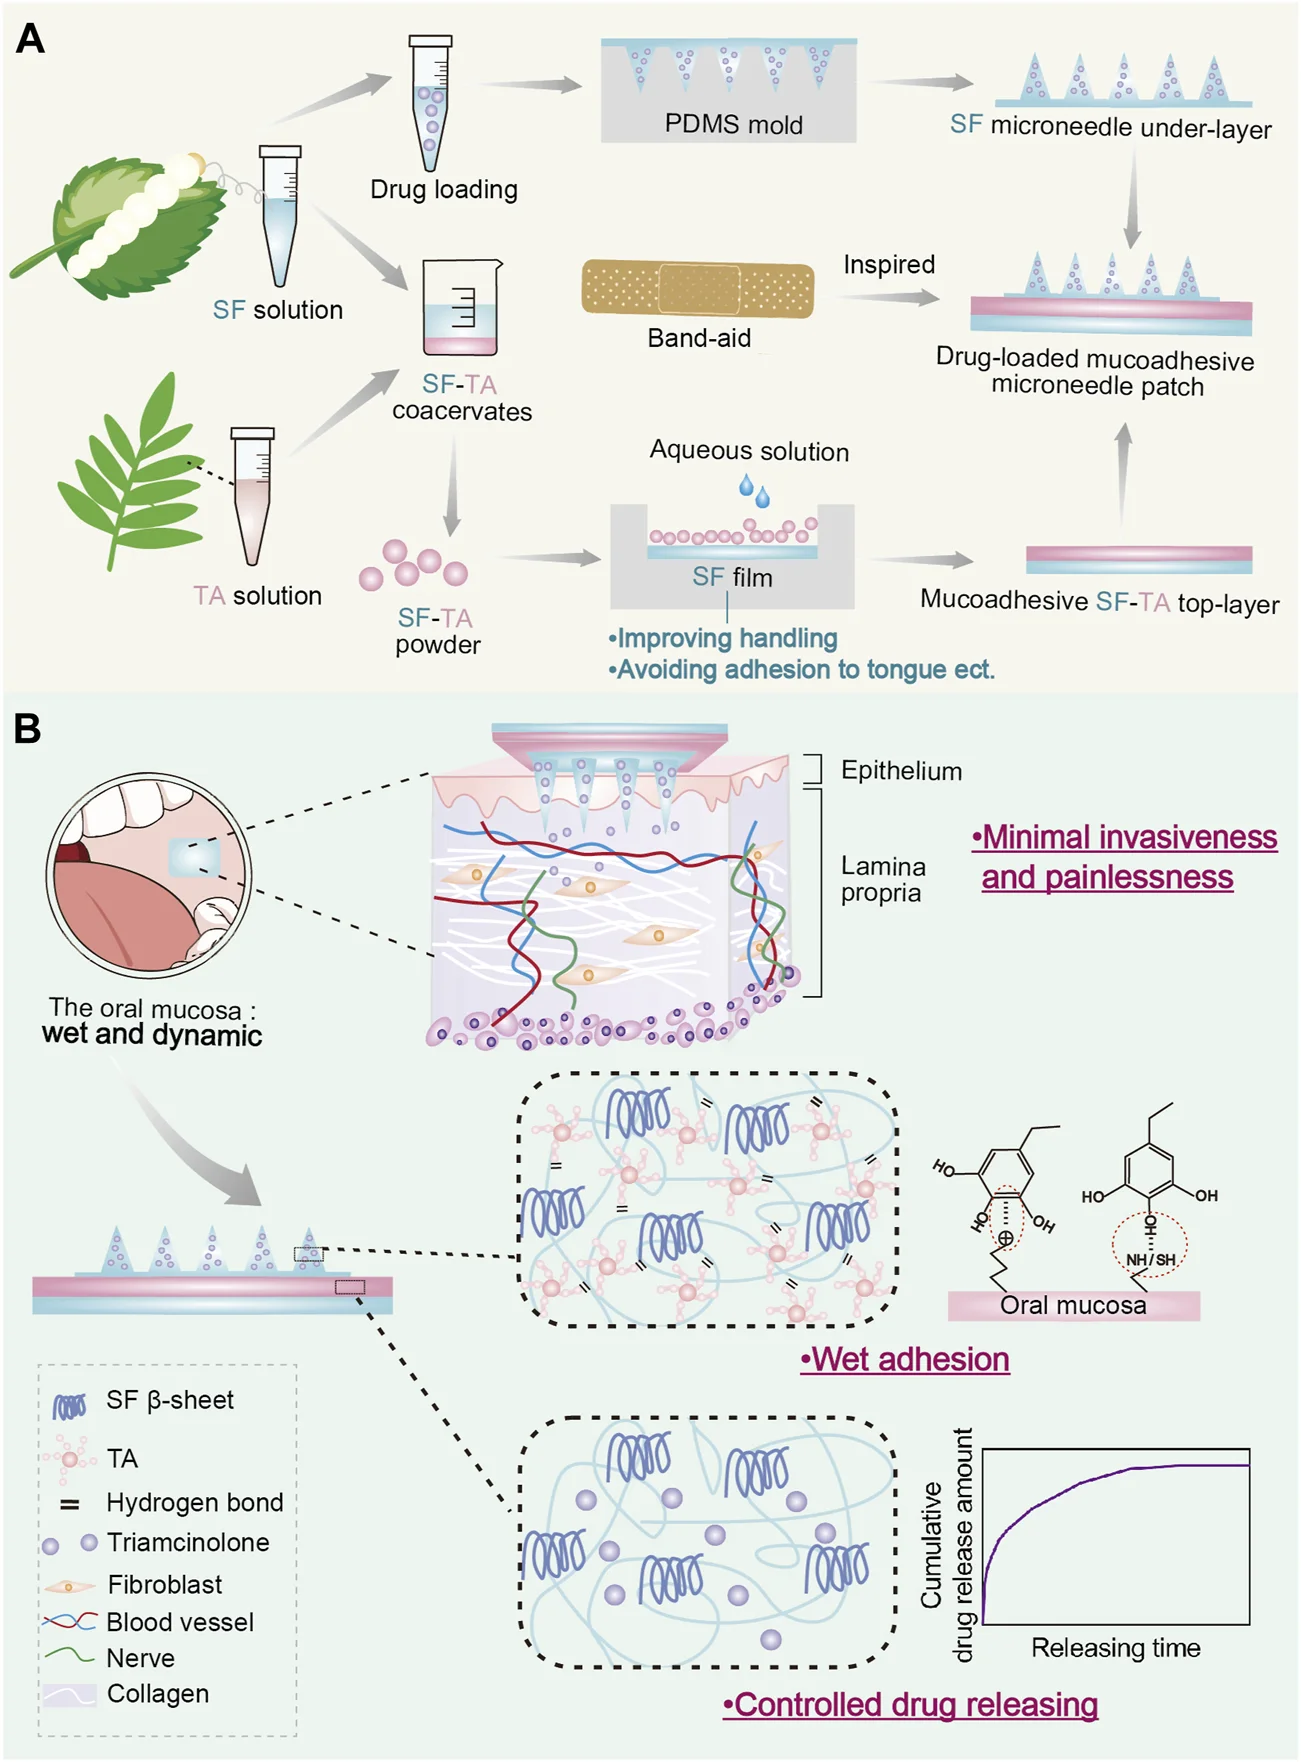 A
Drug loading
PDMS mold
SF microneedle under-layer
SF solution
Band-aid
Inspired
Drug-loaded mucoadhesive
microneedle patch
SF-TA
coacervates
TA solution
SF-TA
powder
Aqueous solution
SF film
•Improving handling
•Avoiding adhesion to tongue ect.
Mucoadhesive SF-TA top-layer
B
The oral mucosa :
wet and dynamic
Epithelium
Lamina
propria
•Minimal invasiveness
and painlessness
HO
HO
OH
HO
OH
HO
NH/SH
Oral mucosa
•Wet adhesion
SF β-sheet
TA
Hydrogen bond
Triamcinolone
Fibroblast
Blood vessel
Nerve
Collagen
Cumulative
drug release amount
Releasing time
•Controlled drug releasing